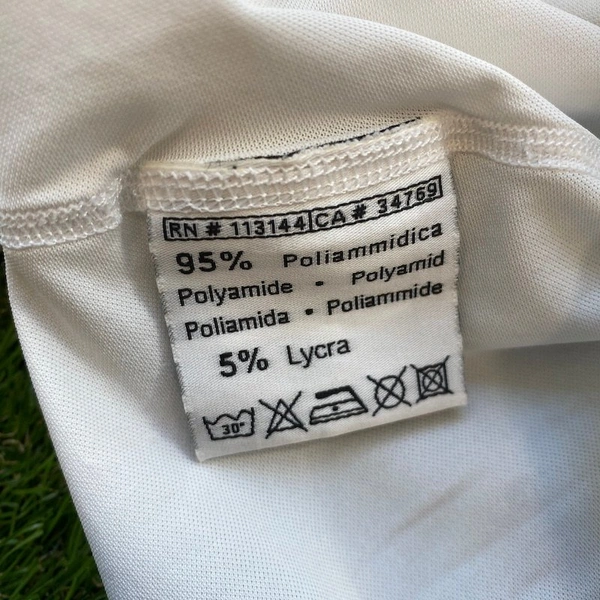 RN # 113144 CA # 34769
95% Poliammidica
Polyamide • Polyamid
Poliamida • Poliammide
5% Lycra
30°